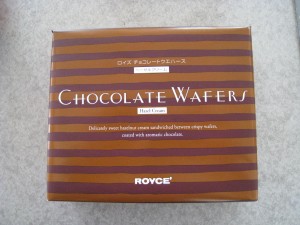 ロイズ チョコレートウエハース
CHOCOLATE WAFERS
Hazel Cream
Deliciously sweet hazelnut cream sandwiched between crispy wafers,
coated with aromatic chocolate.
ROYCE'